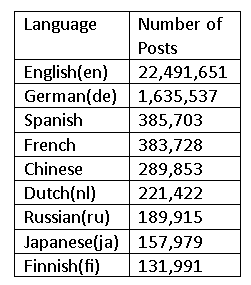 Language Number of
Posts
English(en) 22,491,651
German(de) 1,635,537
Spanish 385,703
French 383,728
Chinese 289,853
Dutch(nl) 221,422
Russian(ru) 189,915
Japanese(ja) 157,979
Finnish(fi) 131,991